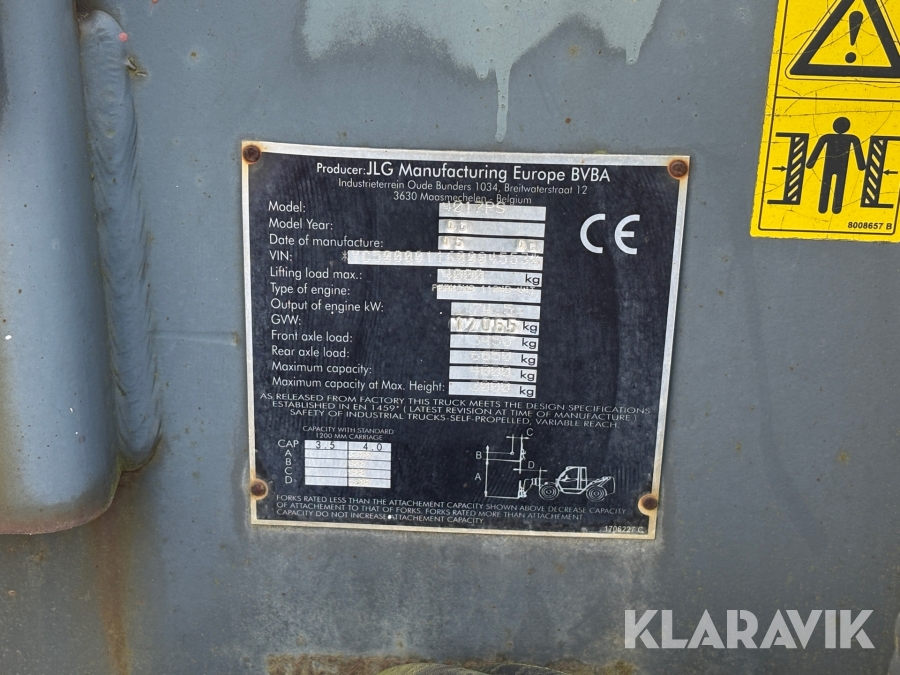 Producer: JLG Manufacturing Europe BVBA
Industrieterrein Oude Bunders 1034, Breitwaterstraat 12
3630 Maasmechelen - Belgium
Model: 4017PS
Model Year:
Date of manufacture:
VIN:
Lifting load max.: 4000 kg
Type of engine:
Output of engine kW:
GVW: 12.065 kg
Front axle load: kg
Rear axle load: kg
Maximum capacity: 4000 kg
Maximum capacity at Max. Height: kg
AS RELEASED FROM FACTORY THIS TRUCK MEETS THE DESIGN SPECIFICATIONS
ESTABLISHED IN EN 1459* ( LATEST REVISION AT TIME OF MANUFACTURE )
SAFETY OF INDUSTRIAL TRUCKS-SELF-PROPELLED, VARIABLE REACH.
CAPACITY WITH STANDARD
1200 MM CARRIAGE
CAP 3.5 4.0
A
B
C
D
C
B
D
A
FORKS RATED LESS THAN THE ATTACHEMENT CAPACITY SHOWN ABOVE DECREASE CAPACITY
OF ATTACHEMENT TO THAT OF FORKS. FORKS RATED MORE THAN ATTACHEMENT
CAPACITY DO NOT INCREASE ATTACHEMENT CAPACITY
1706227 C
CE
8008657 B
KLARAVIK